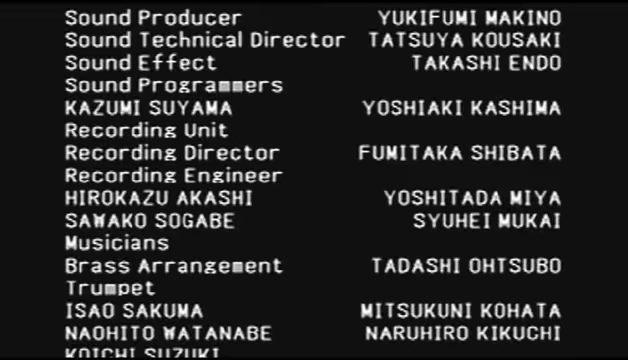 Sound Producer YUKIFUMI MAKINO
Sound Technical Director TATSUYA KOUSAKI
Sound Effect TAKASHI ENDO
Sound Programmers
KAZUMI SUYAMA YOSHIAKI KASHIMA
Recording Unit
Recording Director FUMITAKA SHIBATA
Recording Engineer
HIROKAZU AKASHI YOSHITADA MIYA
SAWAKO SOGABE SYUHEI MUKAI
Musicians
Brass Arrangement TADASHI OHTSUBO
Trumpet
ISAO SAKUMA MITSUKUNI KOHATA
NAOHITO WATANABE NARUHIRO KIKUCHI
KOICHI SUZUKI